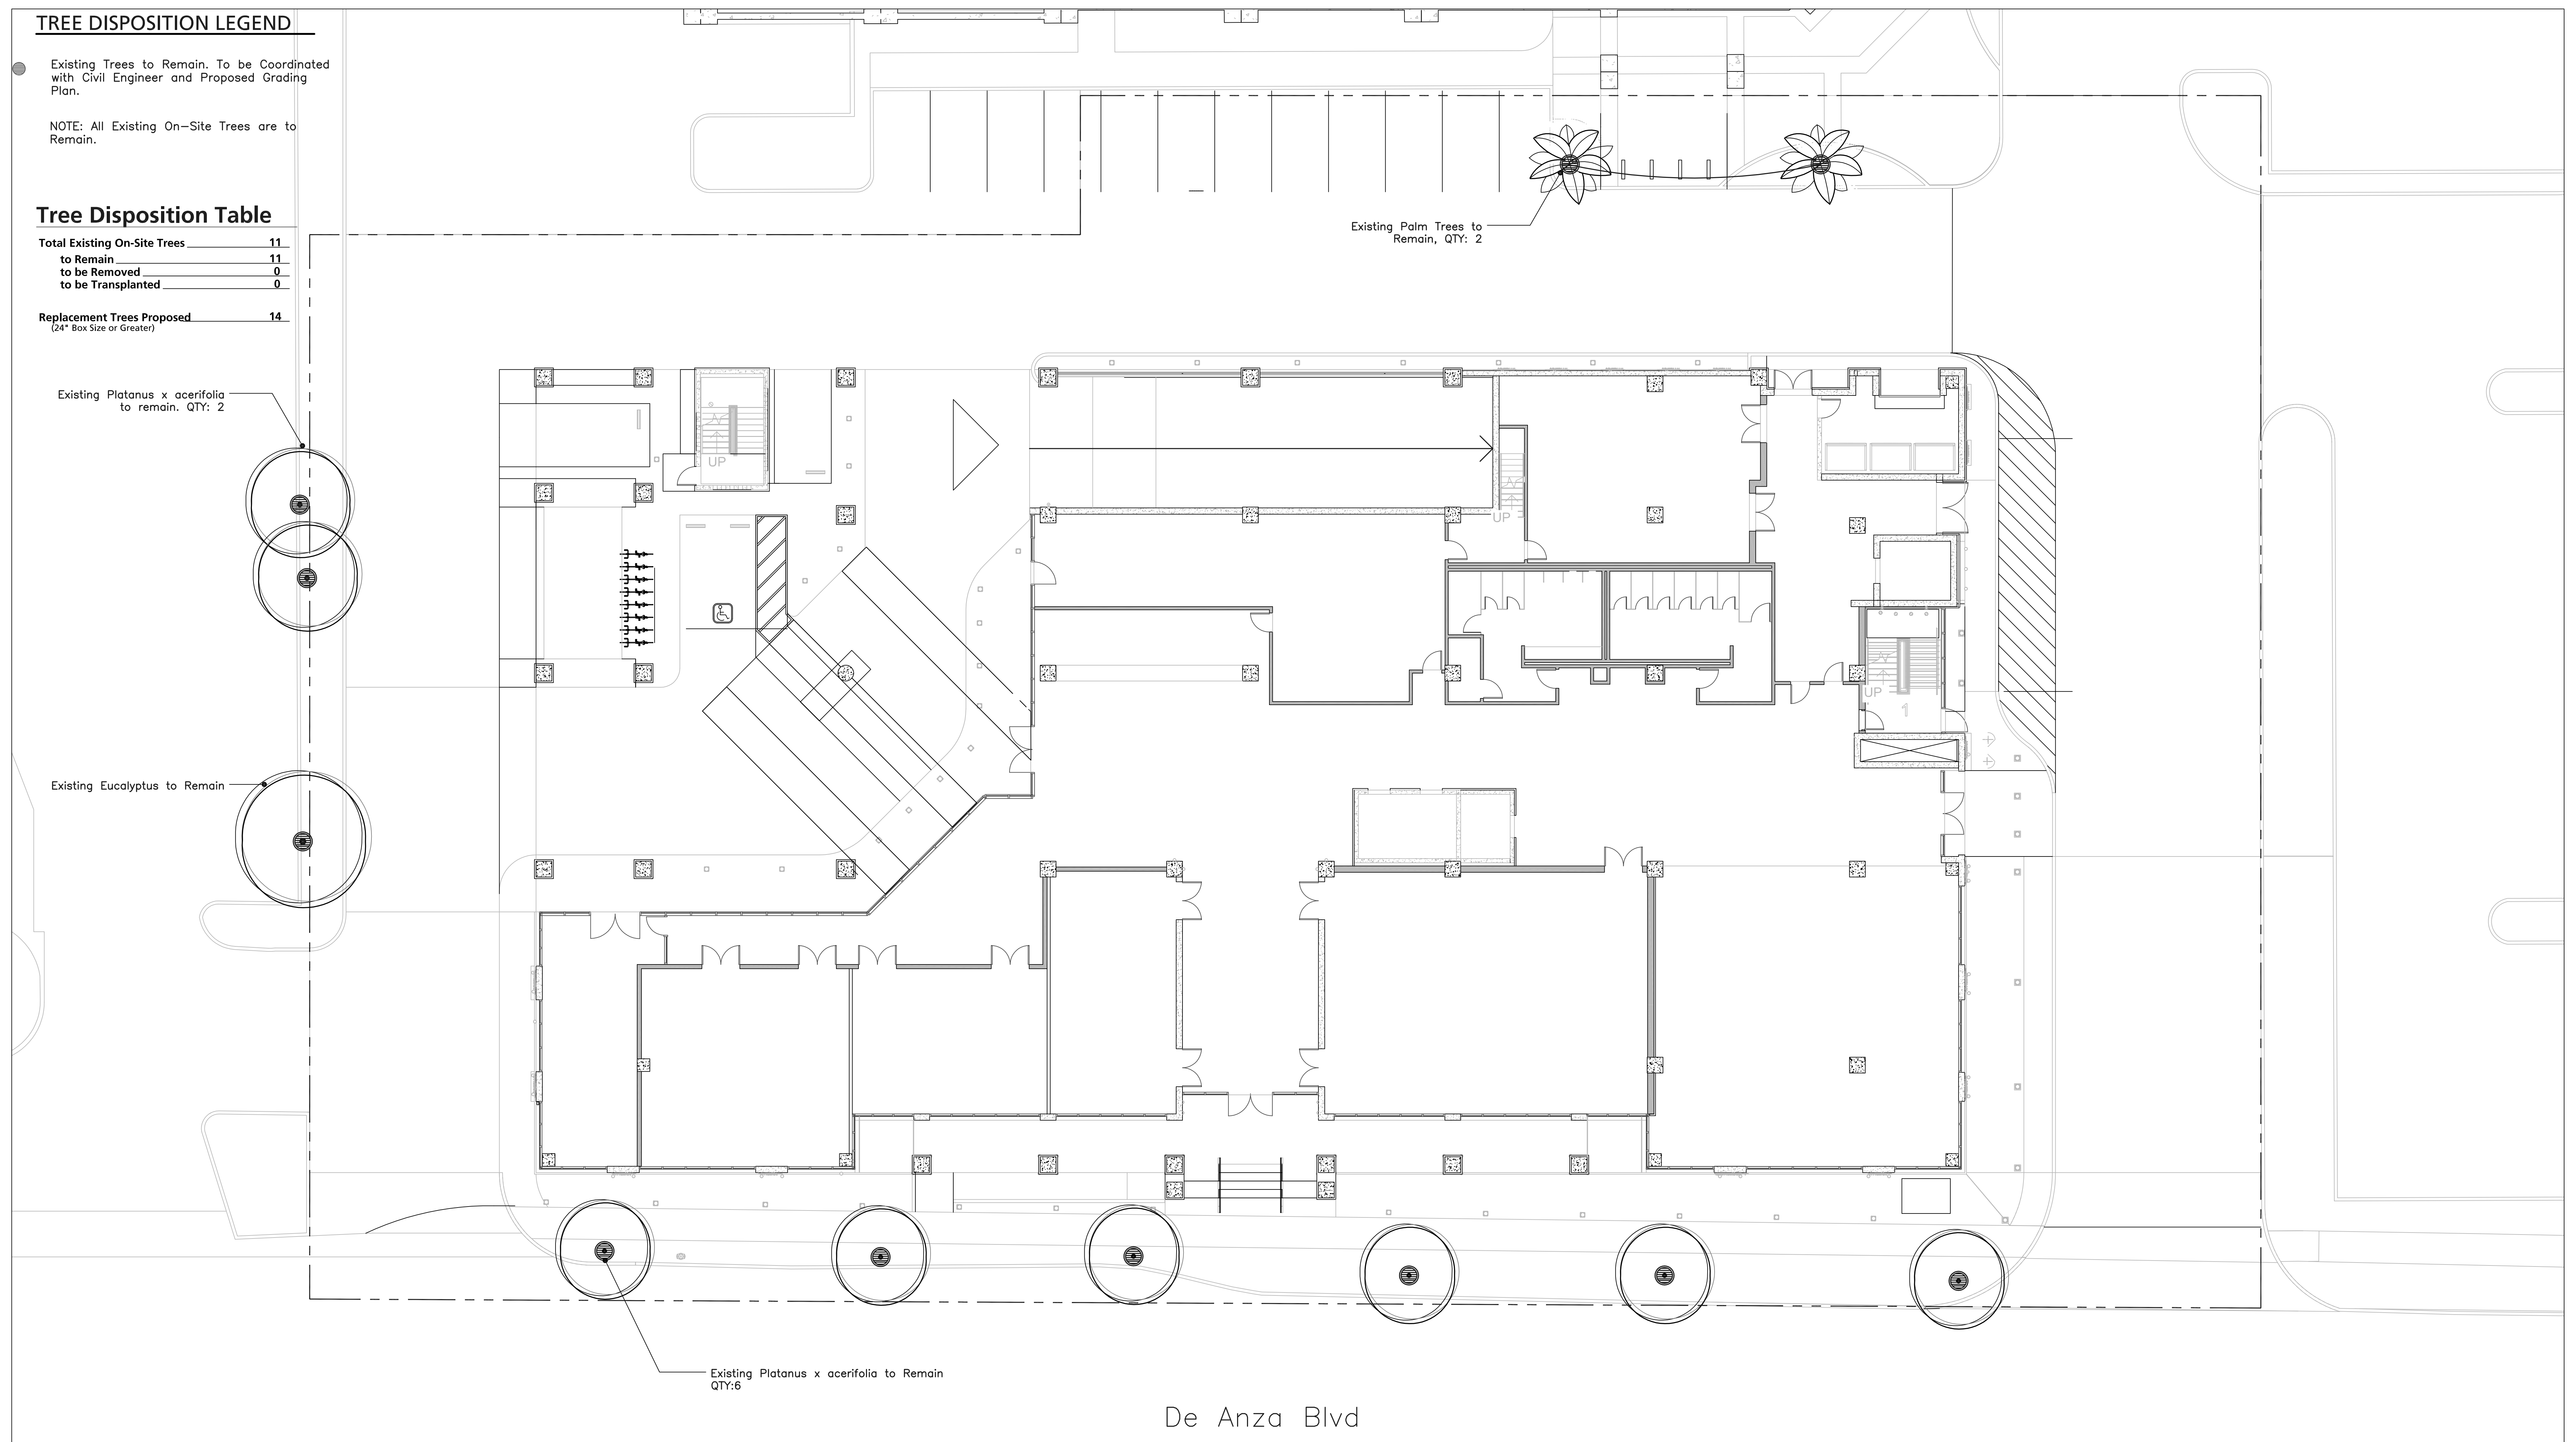 TREE DISPOSITION LEGEND
Existing Trees to Remain. To be Coordinated
with Civil Engineer and Proposed Grading
Plan.
NOTE: All Existing On-Site Trees are to
Remain.
Tree Disposition Table
Total Existing On-Site Trees 11
to Remain 11
to be Removed 0
to be Transplanted 0
Replacement Trees Proposed 14
(24" Box Size or Greater)
Existing Palm Trees to
Remain, QTY: 2
Existing Platanus x acerifolia
to remain. QTY: 2
UP
UP
UP
1
Existing Eucalyptus to Remain
Existing Platanus x acerifolia to Remain
QTY:6
De Anza Blvd